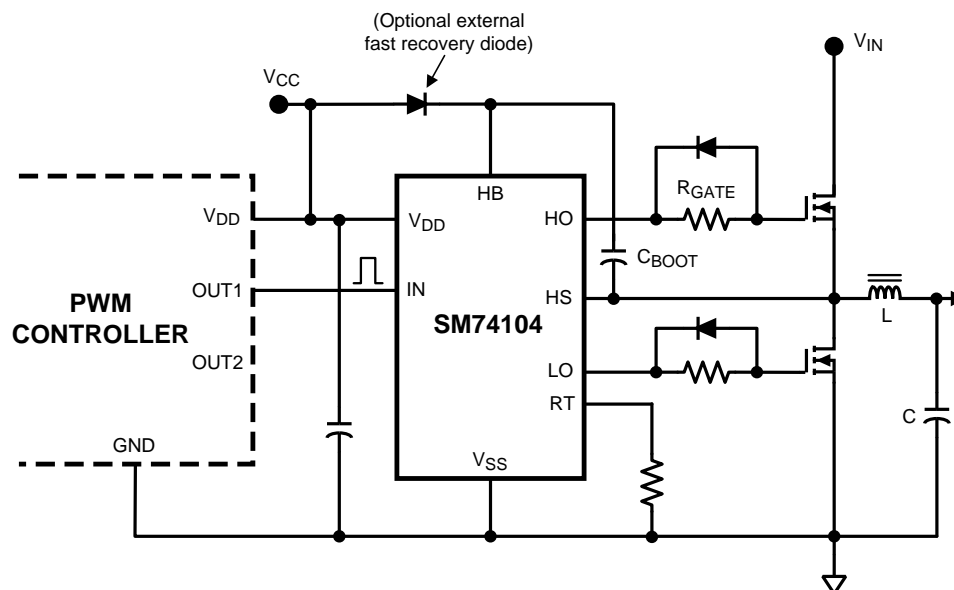 (Optional external
fast recovery diode)
VCC
VIN
HB
RGATE
VDD
VDD
HO
CBOOT
OUT1
IN
HS
PWM
CONTROLLER
SM74104
L
OUT2
LO
RT
C
GND
VSS